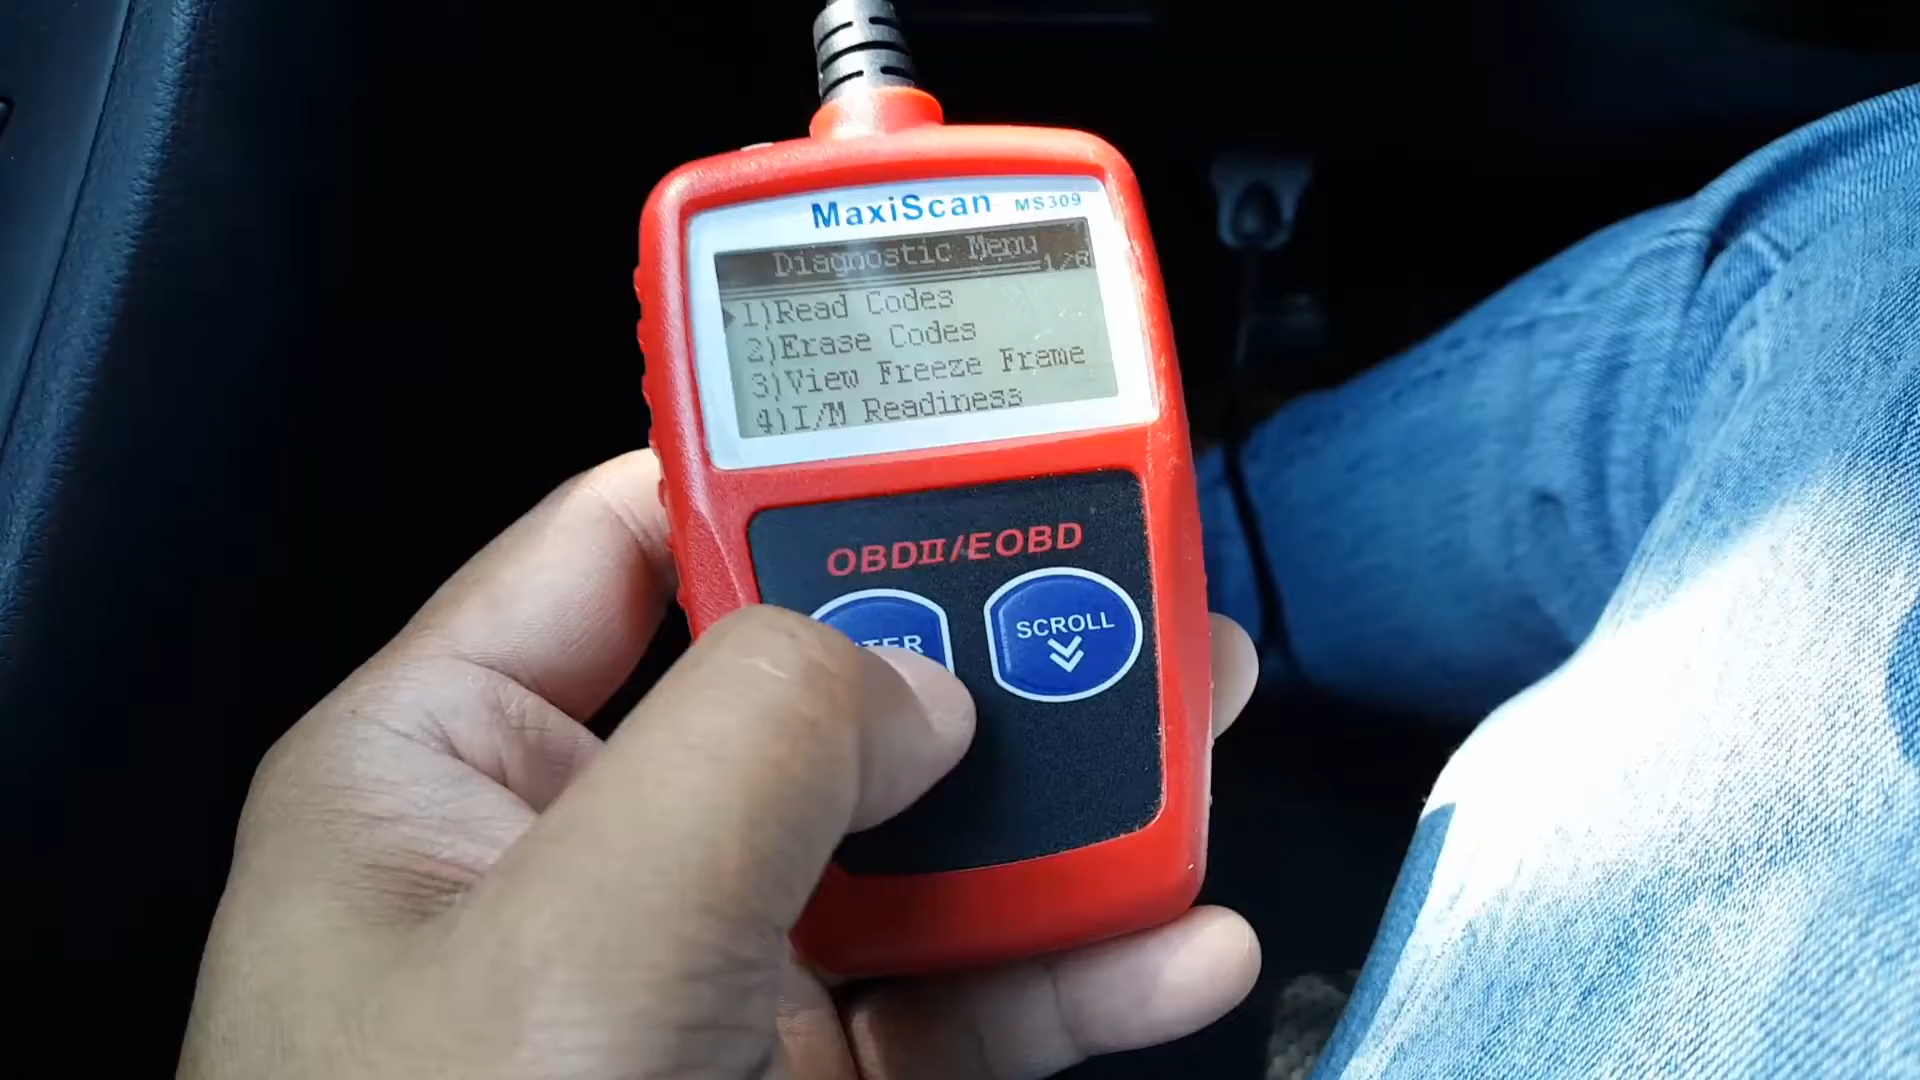 MaxiScan MS309
Diagnostic Menu
1/6
1)Read Codes
2)Erase Codes
3)View Freeze Frame
4)I/M Readiness
OBDII/EOBD
SCROLL